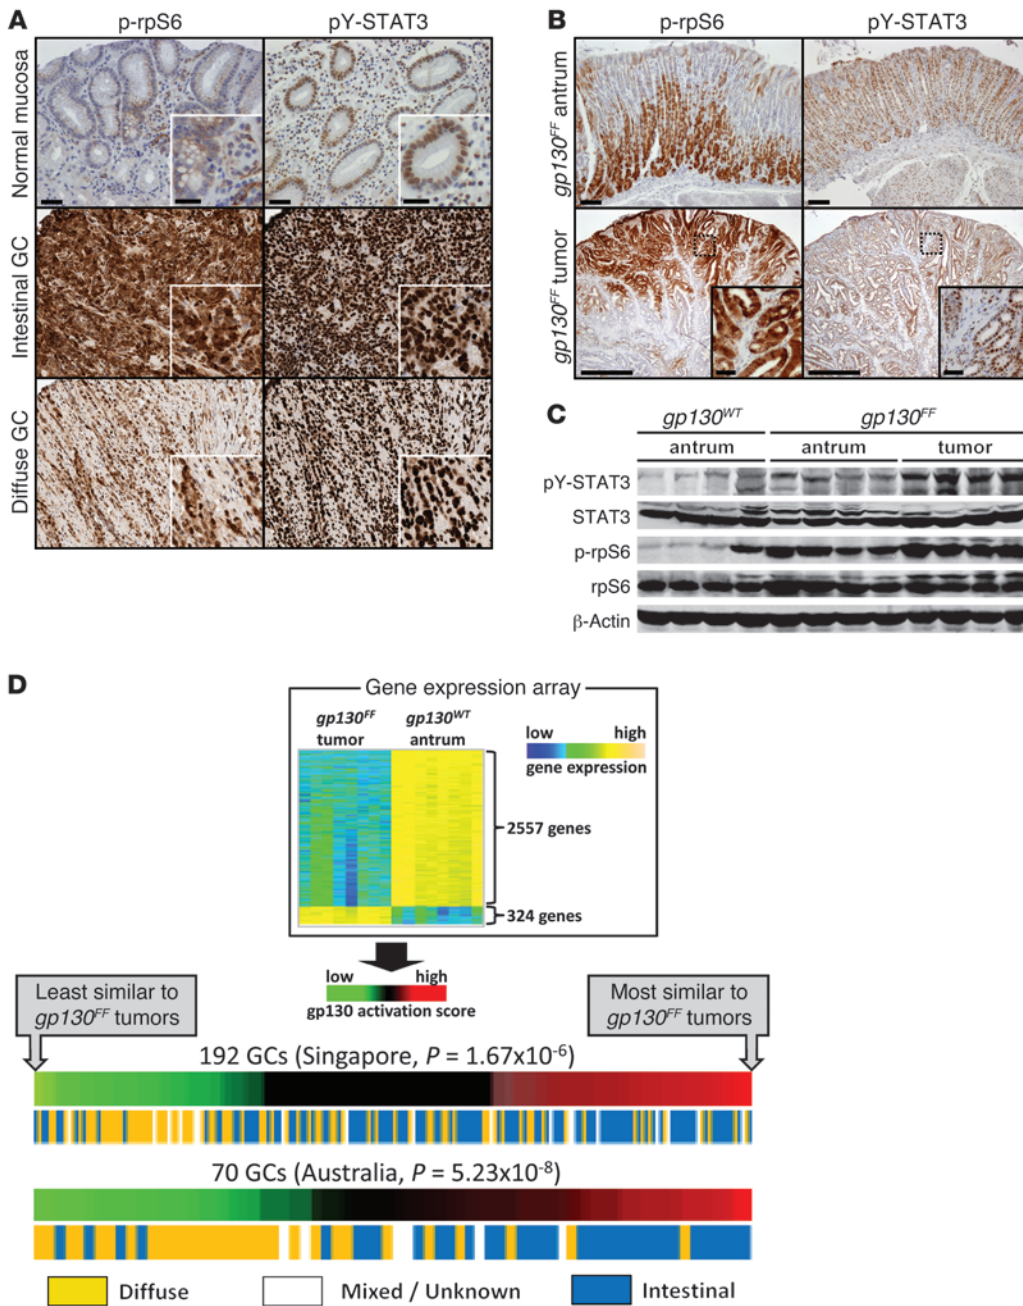 A
p-rpS6
pY-STAT3
Normal mucosa
Intestinal GC
Diffuse GC
B
p-rpS6
pY-STAT3
gp130FF antrum
gp130FF tumor
C
gp130WT
gp130FF
antrum
antrum
tumor
pY-STAT3
STAT3
p-rpS6
rpS6
β-Actin
D
Gene expression array
gp130FF
tumor
gp130WT
antrum
low
high
gene expression
2557 genes
324 genes
low
high
gp130 activation score
Least similar to
gp130FF tumors
Most similar to
gp130FF tumors
192 GCs (Singapore, P = 1.67x10-6)
70 GCs (Australia, P = 5.23x10-8)
Diffuse
Mixed / Unknown
Intestinal